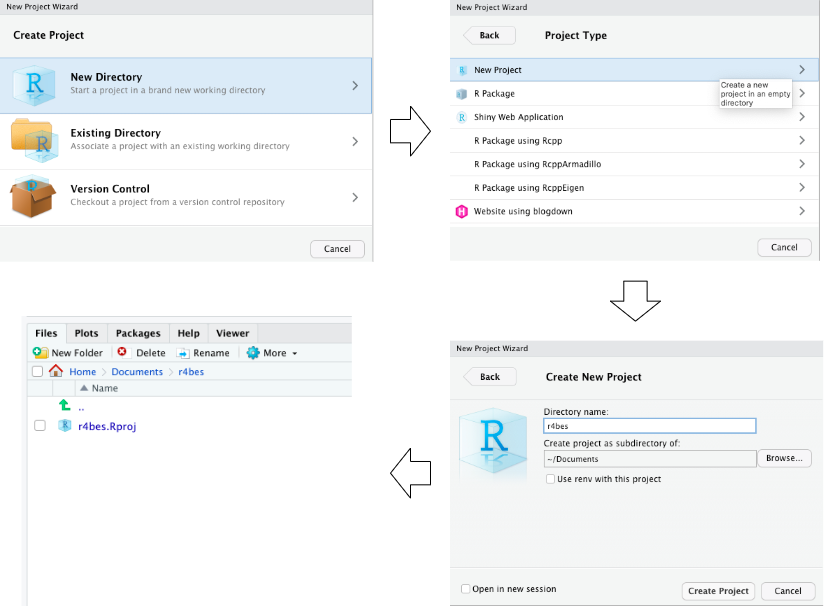 New Project Wizard
Create Project
New Directory
Start a project in a brand new working directory
Existing Directory
Associate a project with an existing working directory
Version Control
Checkout a project from a version control repository
Cancel
New Project Wizard
Back
Project Type
New Project
R Package
Shiny Web Application
R Package using Rcpp
R Package using RcppArmadillo
R Package using RcppEigen
Website using blogdown
Create a new
project in an empty
directory
Cancel
New Project Wizard
Back
Create New Project
Directory name:
r4bes
Create project as subdirectory of:
~/Documents
Browse...
Use renv with this project
Open in new session
Create Project
Cancel
Files Plots Packages Help Viewer
New Folder Delete Rename More
Home Documents r4bes
Name
..
r4bes.Rproj